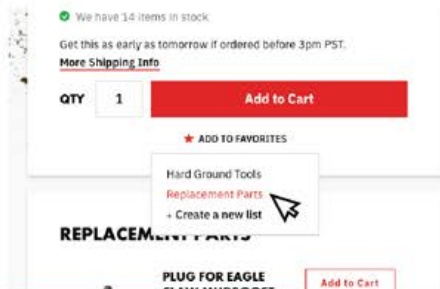 We have 14 items in stock
Get this as early as tomorrow if ordered before 3pm PST.
More Shipping Info
QTY 1 Add to Cart
★ ADD TO FAVORITES
Hard Ground Tools
Replacement Parts
+ Create a new list
REPLACEMENT PARTS
PLUG FOR EAGLE
Add to Cart